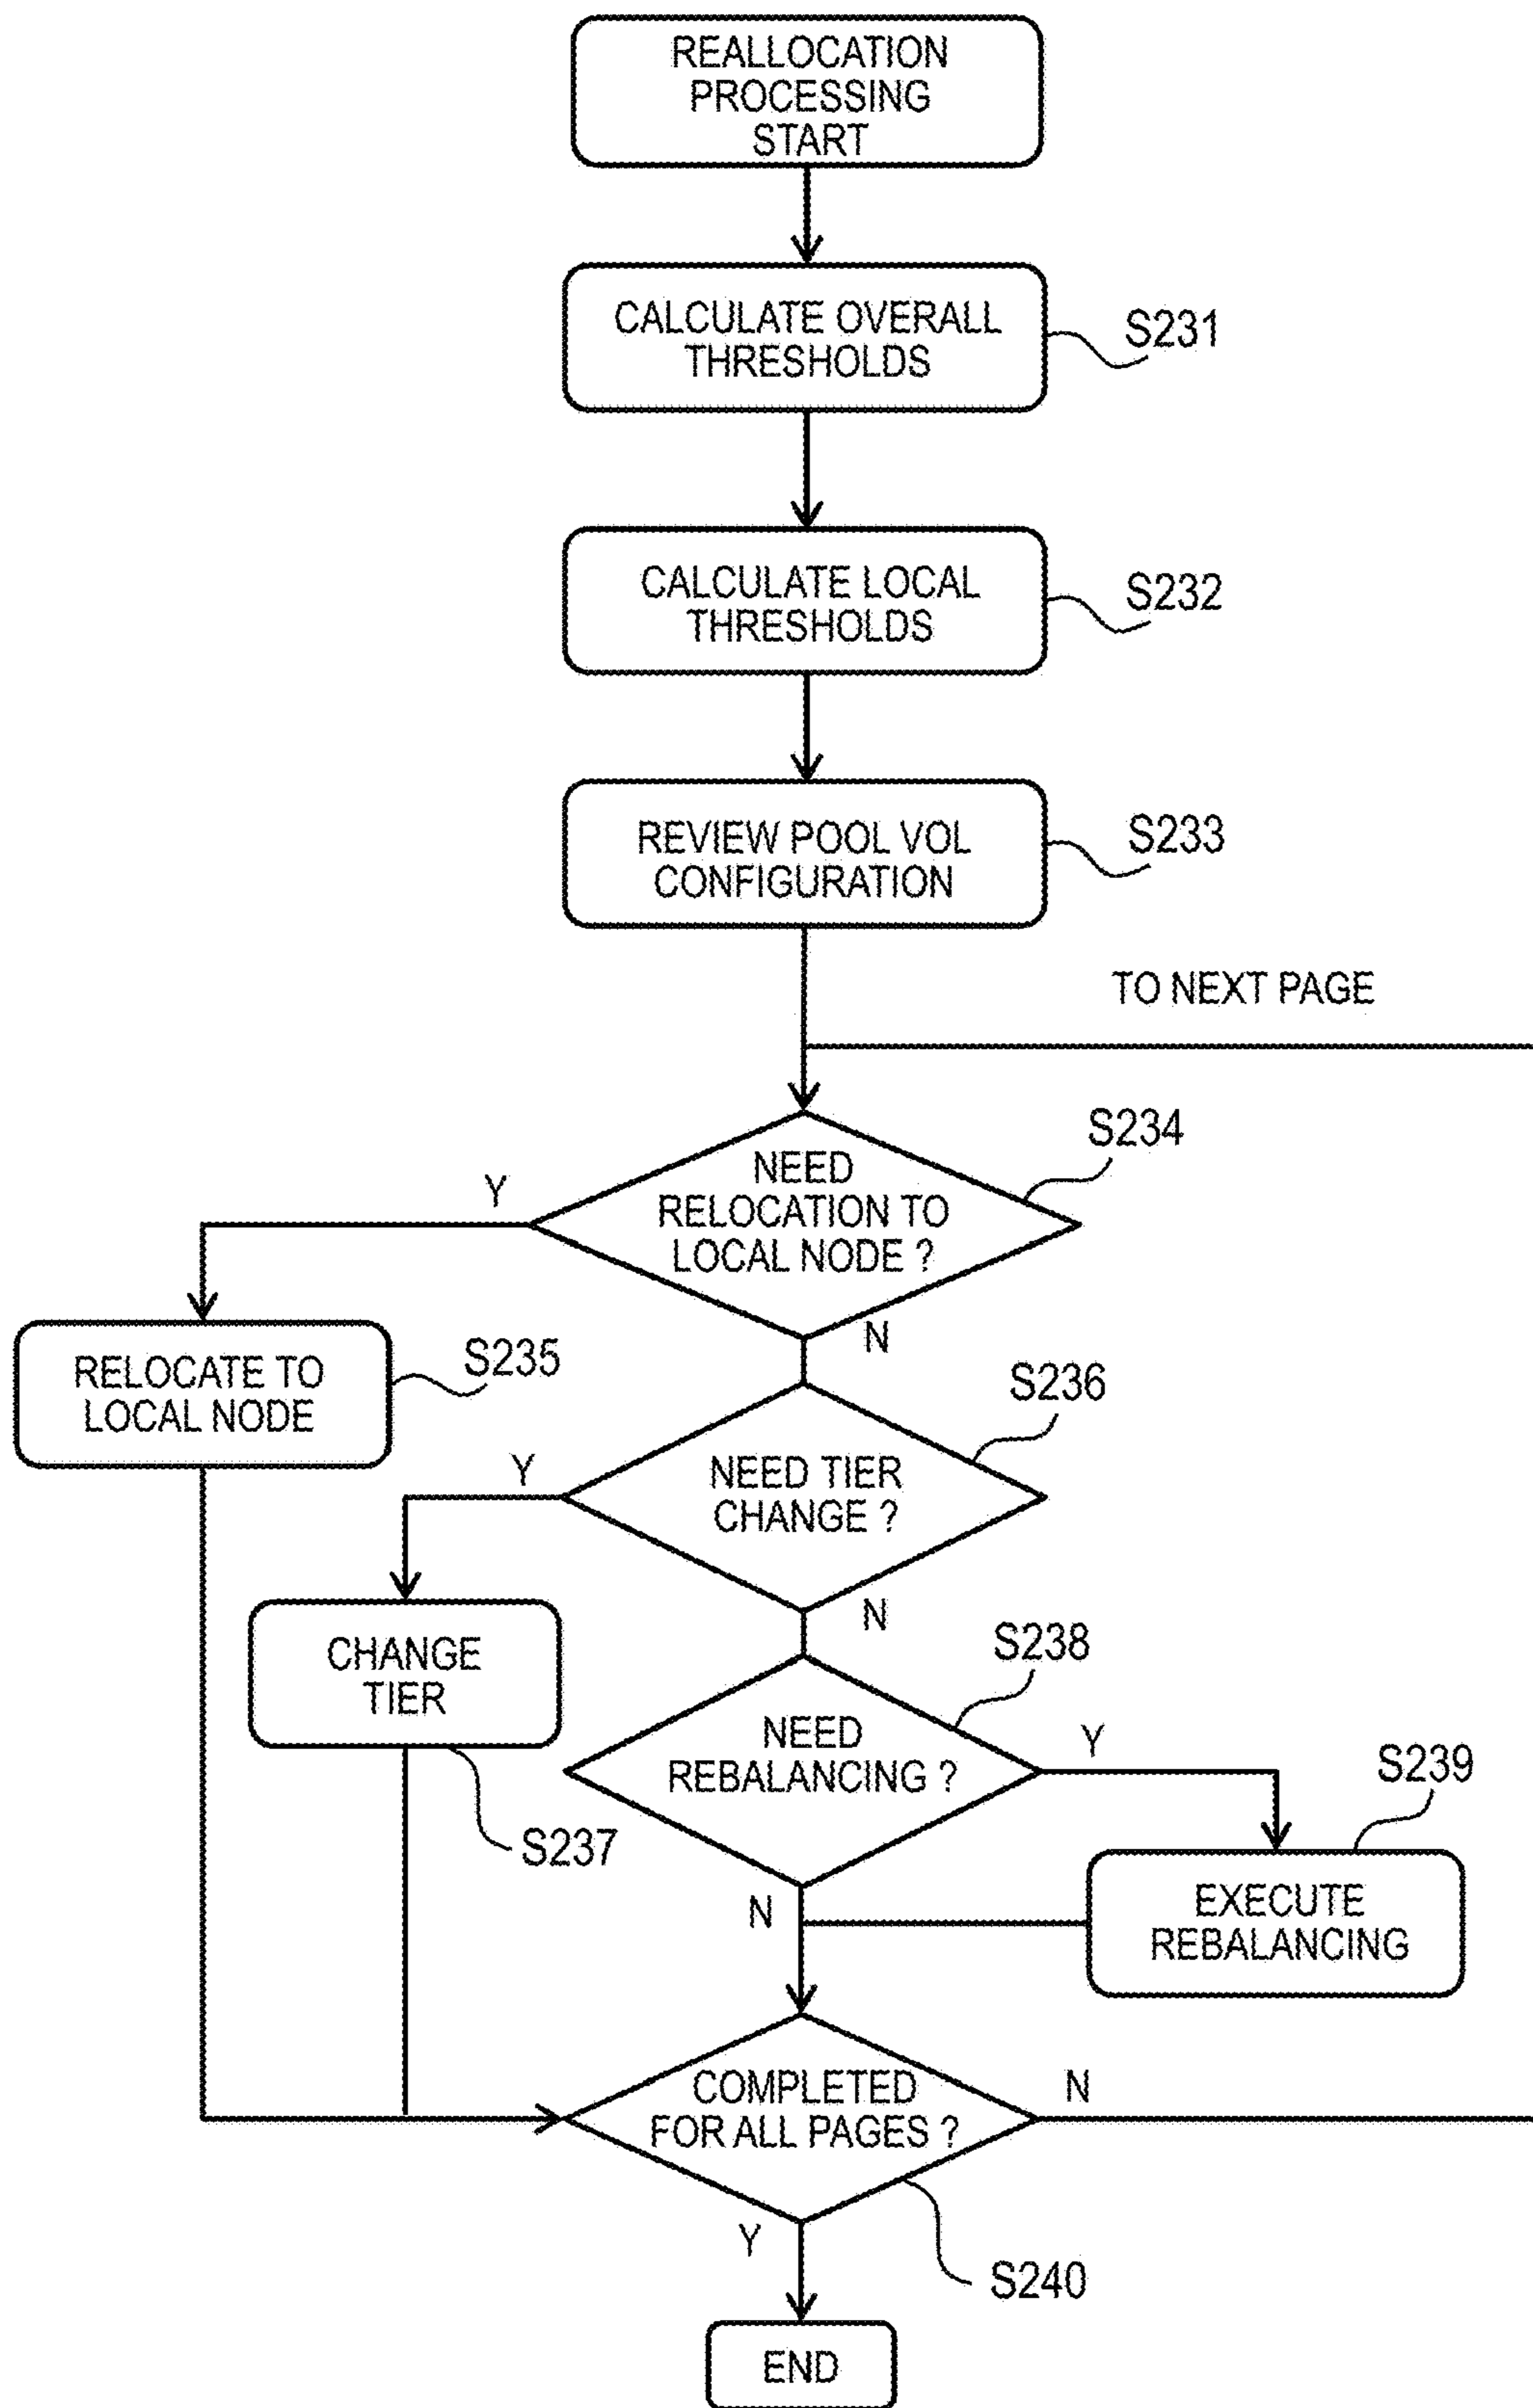 REALLOCATION
PROCESSING
START
CALCULATE OVERALL
THRESHOLDS
S231
CALCULATE LOCAL
THRESHOLDS
S232
REVIEW POOL VOL
CONFIGURATION
S233
TO NEXT PAGE
S234
NEED
RELOCATION TO
LOCAL NODE ?
Y
N
RELOCATE TO
LOCAL NODE
S235
S236
NEED TIER
CHANGE ?
Y
N
CHANGE
TIER
S237
S238
NEED
REBALANCING ?
Y
N
S239
EXECUTE
REBALANCING
COMPLETED
FOR ALL PAGES ?
N
Y
S240
END